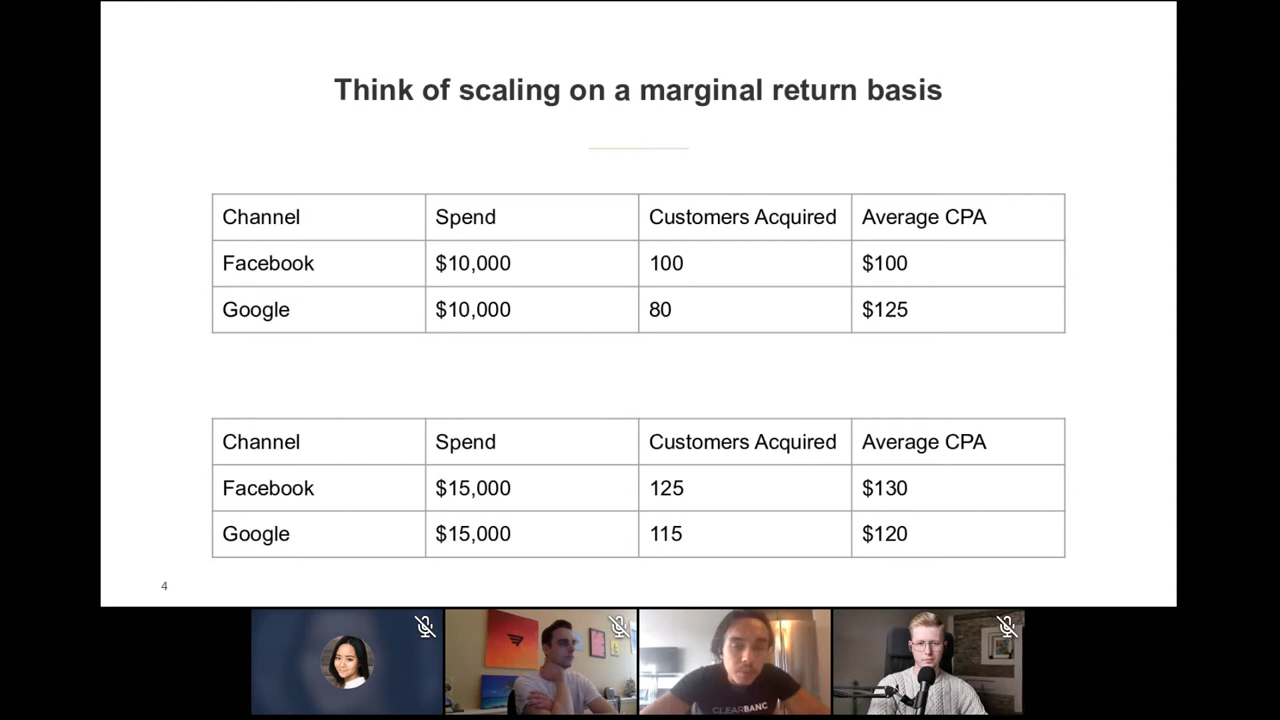 Think of scaling on a marginal return basis
Channel Spend Customers Acquired Average CPA
Facebook $10,000 100 $100
Google $10,000 80 $125
Channel Spend Customers Acquired Average CPA
Facebook $15,000 125 $130
Google $15,000 115 $120
4
CLEARBANC